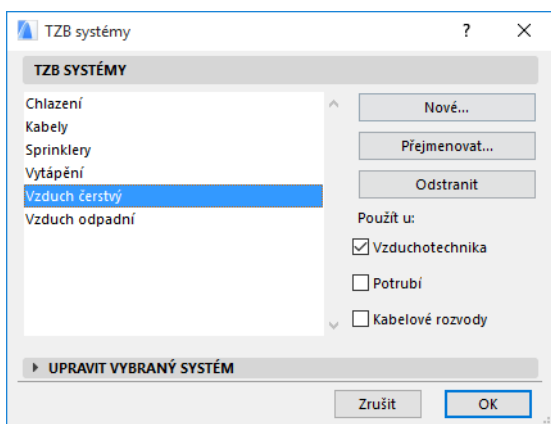 TZB systémy
?
TZB SYSTÉMY
Chlazení
Kabely
Sprinklery
Vytápění
Vzduch čerstvý
Vzduch odpadní
Nové...
Přejmenovat...
Odstranit
Použít u:
Vzduchotechnika
Potrubí
Kabelové rozvody
UPRAVIT VYBRANÝ SYSTÉM
Zrušit
OK